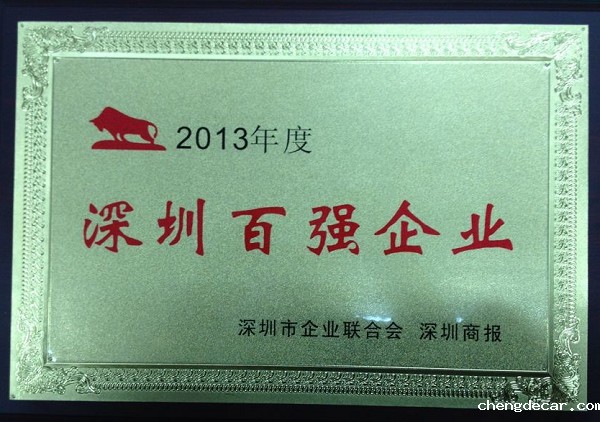 2013年度
深圳百强企业
深圳市企业联合会 深圳商报
chengdecar.com